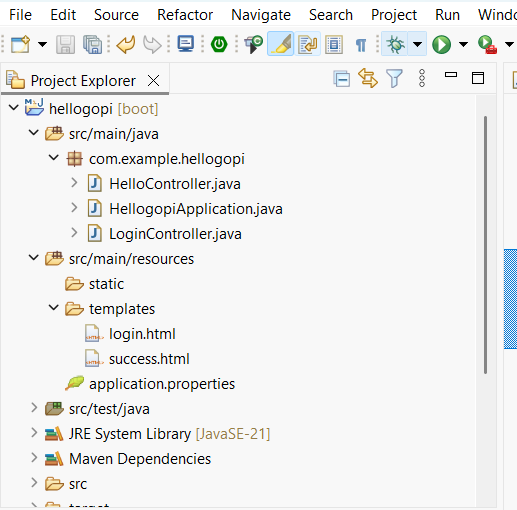 File Edit Source Refactor Navigate Search Project Run Windo
Project Explorer
hellogopi [boot]
src/main/java
com.example.hellogopi
HelloController.java
HellogopiApplication.java
LoginController.java
src/main/resources
static
templates
login.html
success.html
application.properties
src/test/java
JRE System Library [JavaSE-21]
Maven Dependencies
src
target